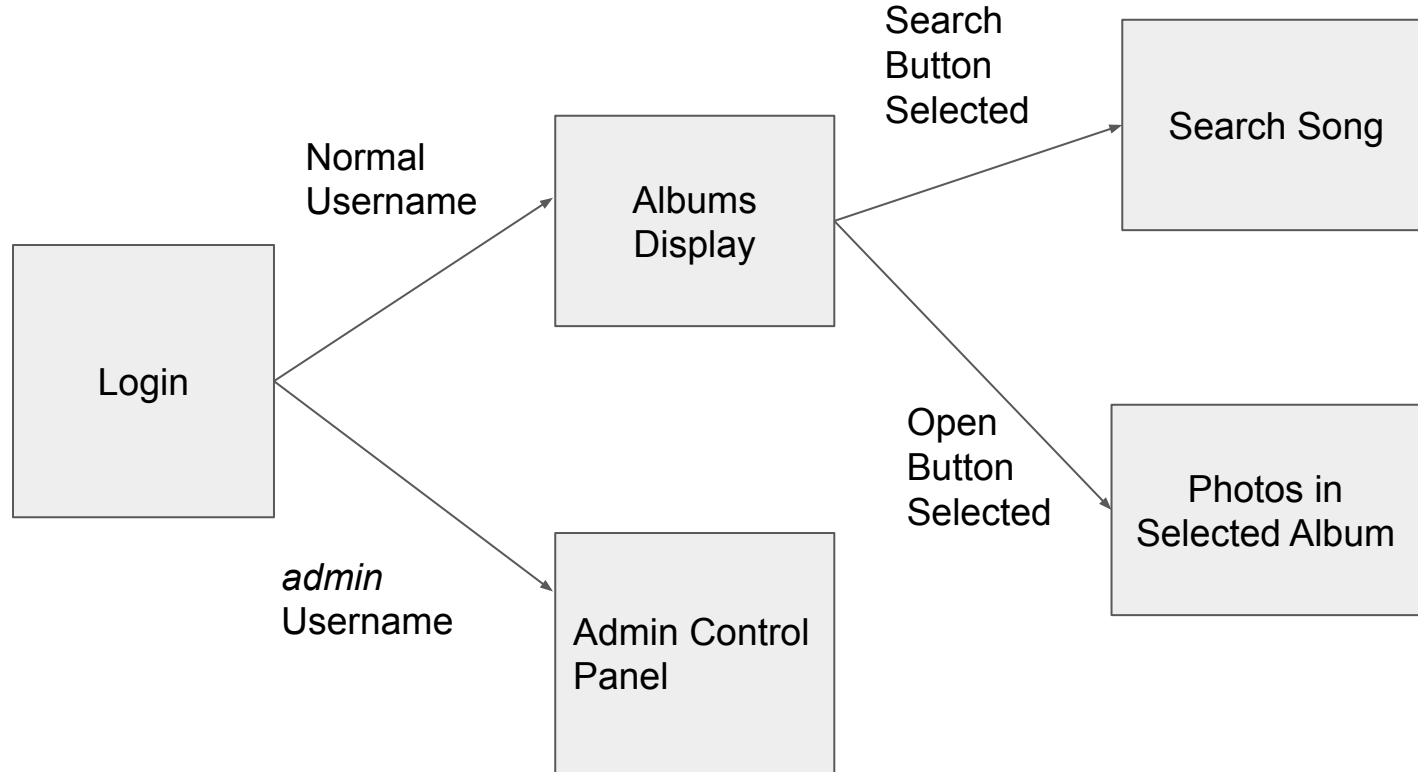 Login
Normal
Username
admin
Username
Albums
Display
Admin Control
Panel
Search
Button
Selected
Open
Button
Selected
Search Song
Photos in
Selected Album